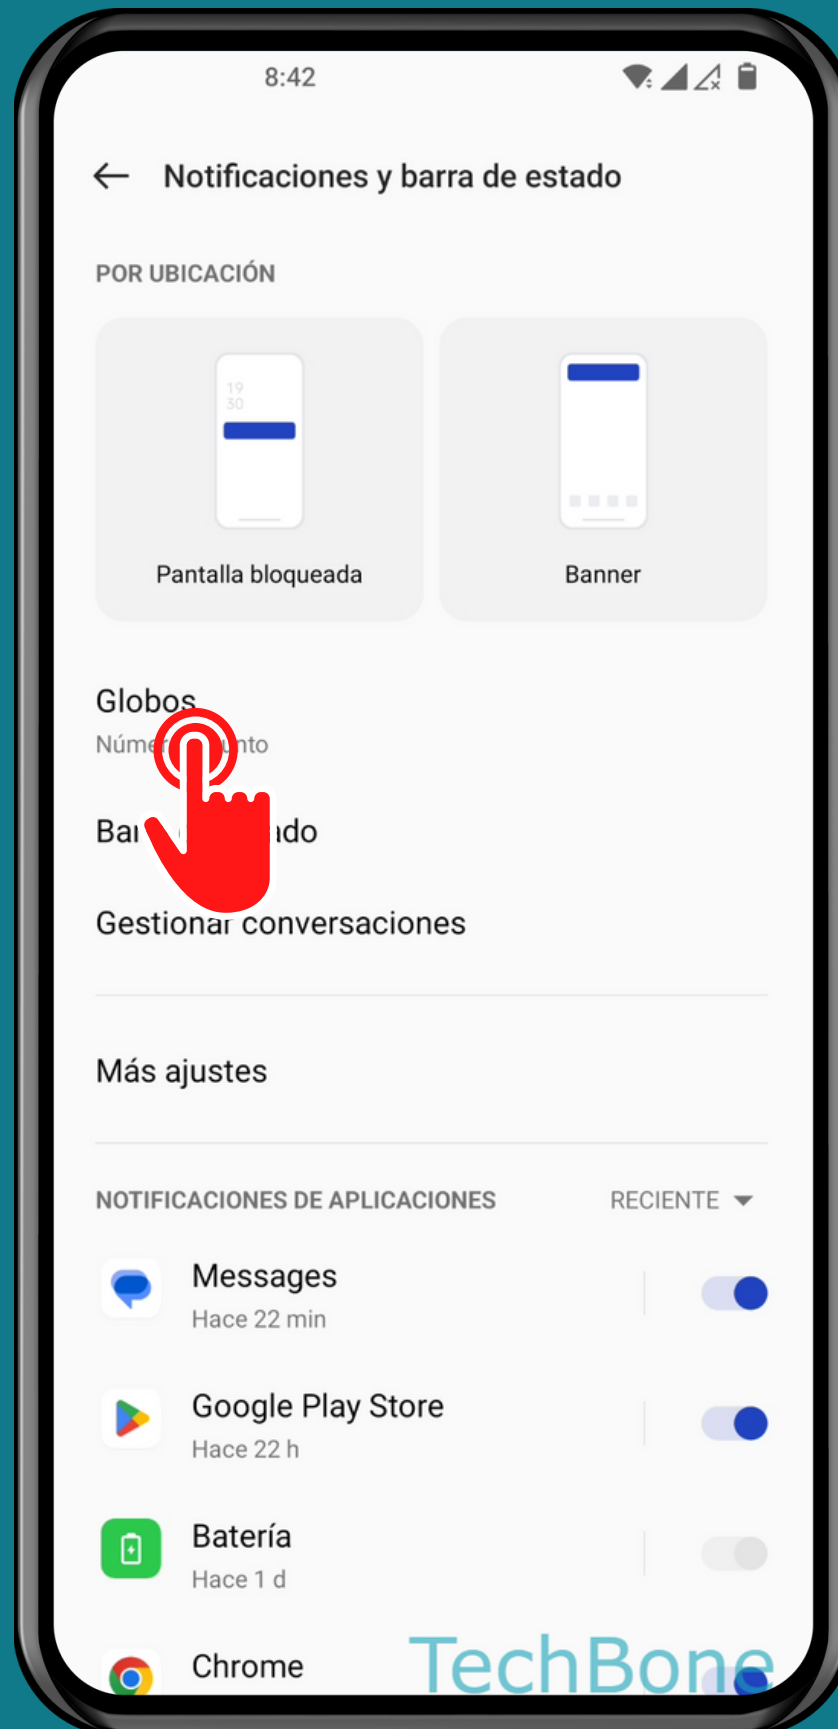 8:42
Notificaciones y barra de estado
POR UBICACIÓN
19
30
Pantalla bloqueada
Banner
Globos
Gestionar conversaciones
Más ajustes
NOTIFICACIONES DE APLICACIONES
RECIENTE
Messages
Hace 22 min
Google Play Store
Hace 22 h
Batería
Hace 1 d
Chrome
TechBone